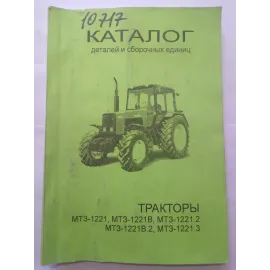 10717
КАТАЛОГ
деталей и сборочных единиц
ТРАКТОРЫ
МТЗ-1221, МТЗ-1221В, МТЗ-1221.2
МТЗ-1221В.2, МТЗ-1221.3